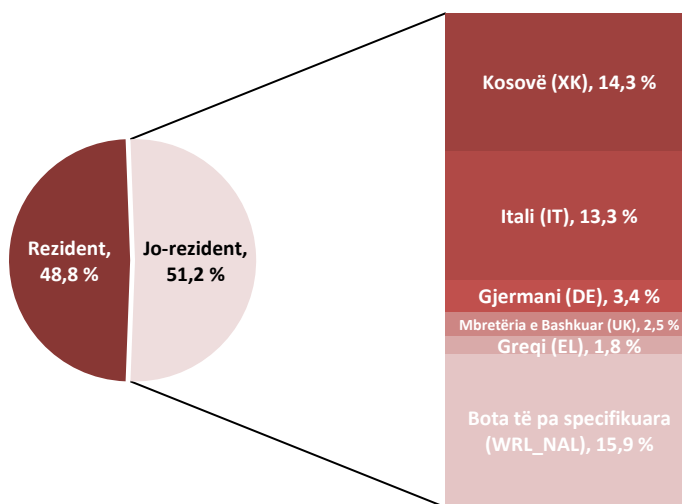 Rezident,
48,8 %
Jo-rezident,
51,2 %
Kosovë (XK), 14,3 %
Itali (IT), 13,3 %
Gjermani (DE), 3,4 %
Mbretëria e Bashkuar (UK), 2,5 %
Greqi (EL), 1,8 %
Bota të pa specifikuara
(WRL_NAL), 15,9 %